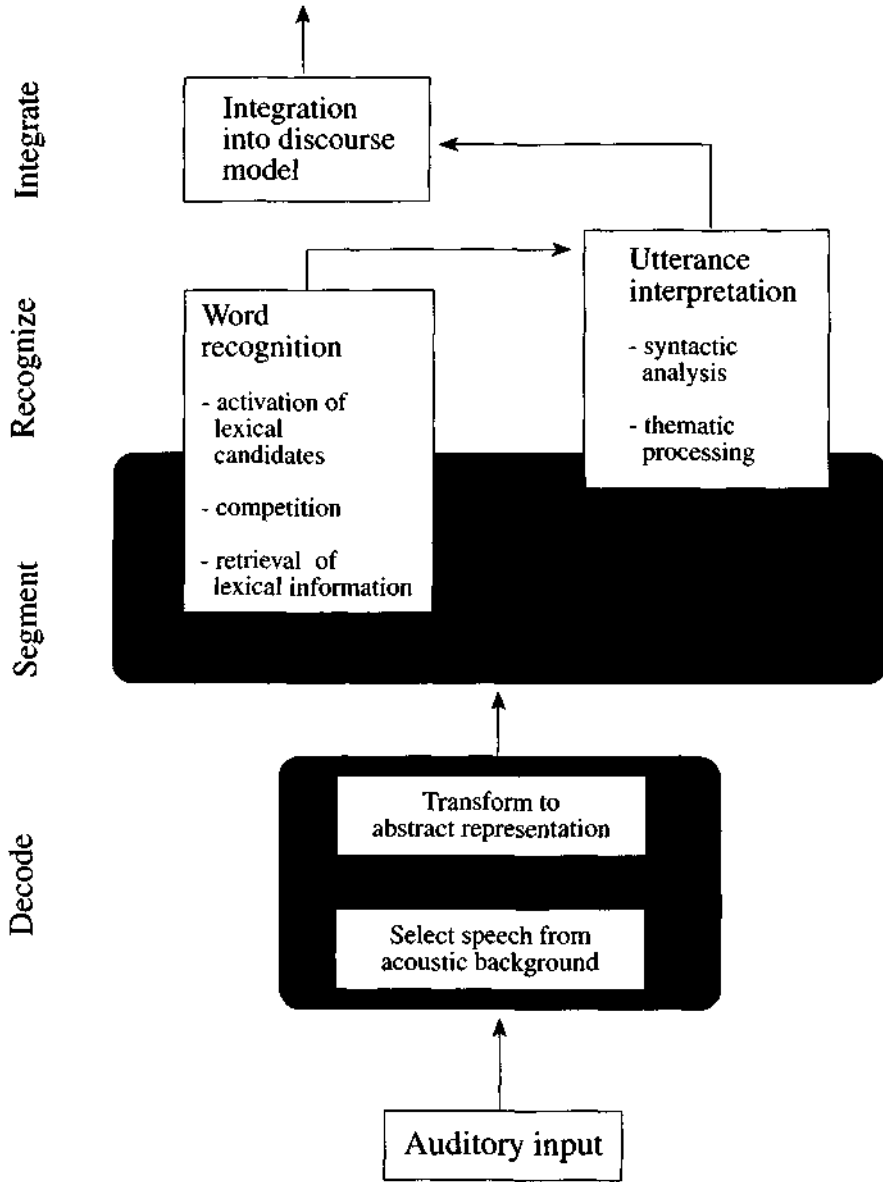 Integrate
Integration
into discourse
model
Recognize
Word
recognition
- activation of
lexical
candidates
- competition
- retrieval of
lexical information
Utterance
interpretation
- syntactic
analysis
- thematic
processing
Segment
Decode
Transform to
abstract representation
Select speech from
acoustic background
Auditory input